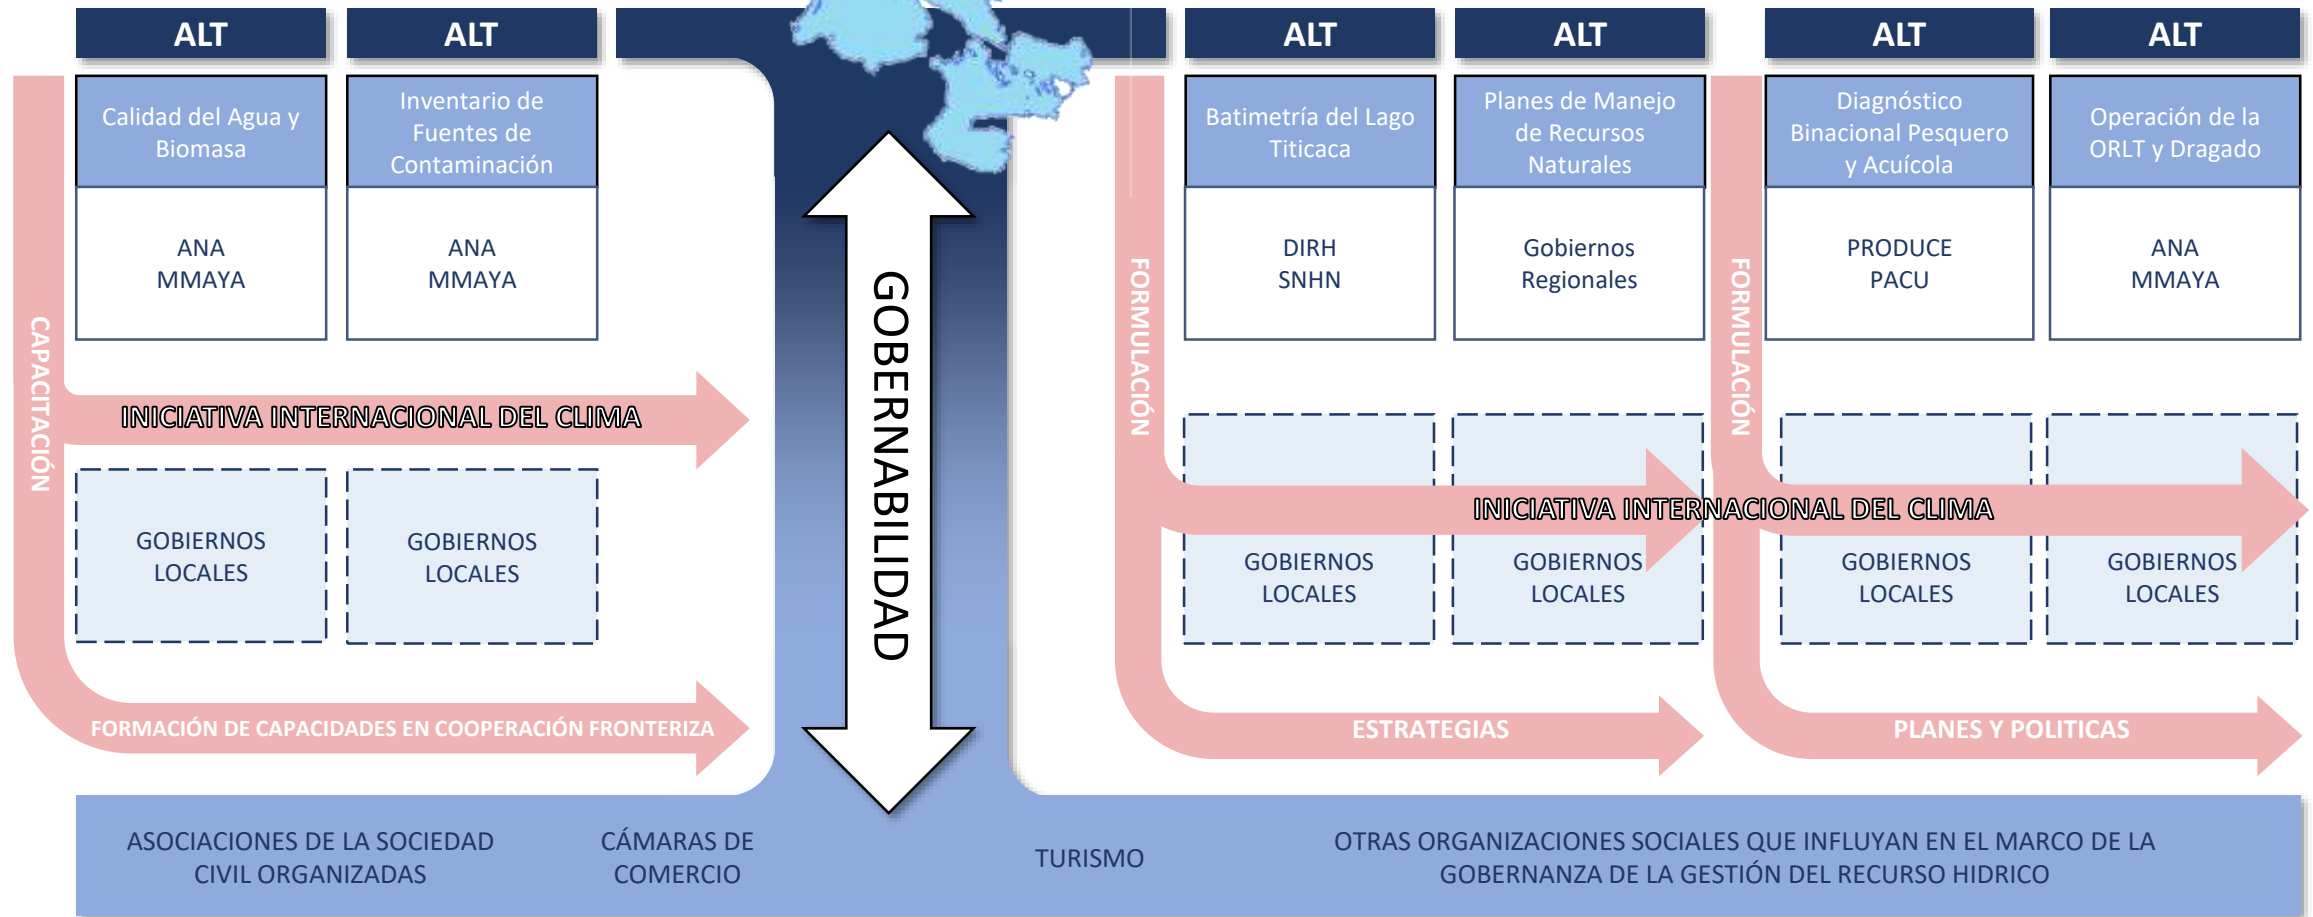 ALT
ALT
ALT
ALT
ALT
ALT
Calidad del Agua y
Biomasa
Inventario de
Fuentes de
Contaminación
Batimetría del Lago
Titicaca
Planes de Manejo
de Recursos
Naturales
Diagnóstico
Binacional Pesquero
y Acuícola
Operación de la
ORLT y Dragado
ANA
MMAYA
ANA
MMAYA
DIRH
SNHN
Gobiernos
Regionales
PRODUCE
PACU
ANA
MMAYA
CAPACITACIÓN
GOBERNABILIDAD
FORMULACIÓN
FORMULACIÓN
INICIATIVA INTERNACIONAL DEL CLIMA
INICIATIVA INTERNACIONAL DEL CLIMA
GOBIERNOS
LOCALES
GOBIERNOS
LOCALES
GOBIERNOS
LOCALES
GOBIERNOS
LOCALES
GOBIERNOS
LOCALES
GOBIERNOS
LOCALES
FORMACIÓN DE CAPACIDADES EN COOPERACIÓN FRONTERIZA
ESTRATEGIAS
PLANES Y POLITICAS
ASOCIACIONES DE LA SOCIEDAD
CIVIL ORGANIZADAS
CÁMARAS DE
COMERCIO
TURISMO
OTRAS ORGANIZACIONES SOCIALES QUE INFLUYAN EN EL MARCO DE LA
GOBERNANZA DE LA GESTIÓN DEL RECURSO HIDRICO